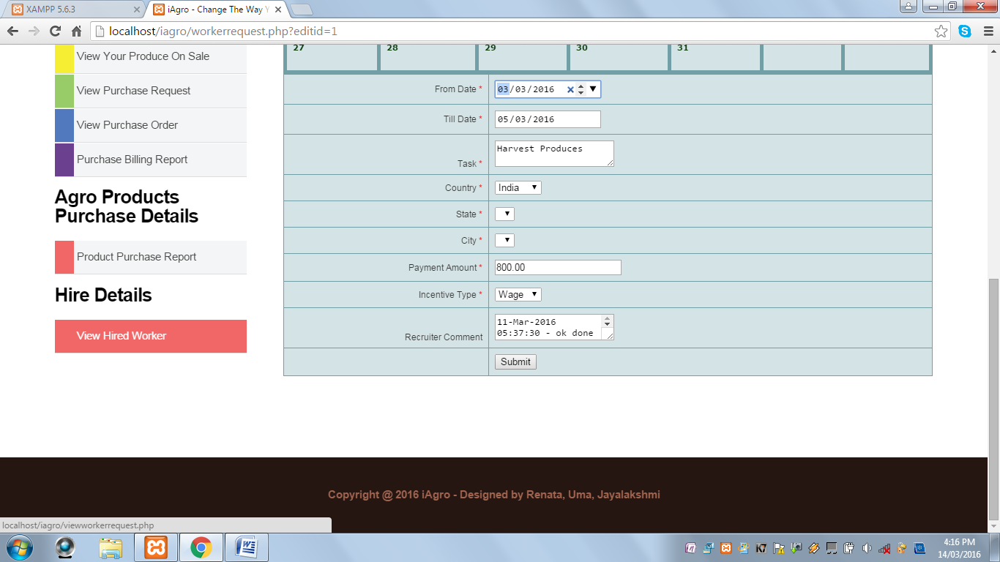 XAMPP 5.6.3
iAgro - Change The Way Y
localhost/iagro/workerrequest.php?editid=1
27 28 29 30 31
View Your Produce On Sale
View Purchase Request
View Purchase Order
Purchase Billing Report
Agro Products
Purchase Details
Product Purchase Report
Hire Details
View Hired Worker
From Date * 03/03/2016
Till Date * 05/03/2016
Task * Harvest Produces
Country * India
State *
City *
Payment Amount * 800.00
Incentive Type * Wage
Recruiter Comment 11-Mar-2016
05:37:30 - ok done
Submit
Copyright @ 2016 iAgro - Designed by Renata, Uma, Jayalakshmi
localhost/iagro/viewworkerrequest.php
4:16 PM
14/03/2016